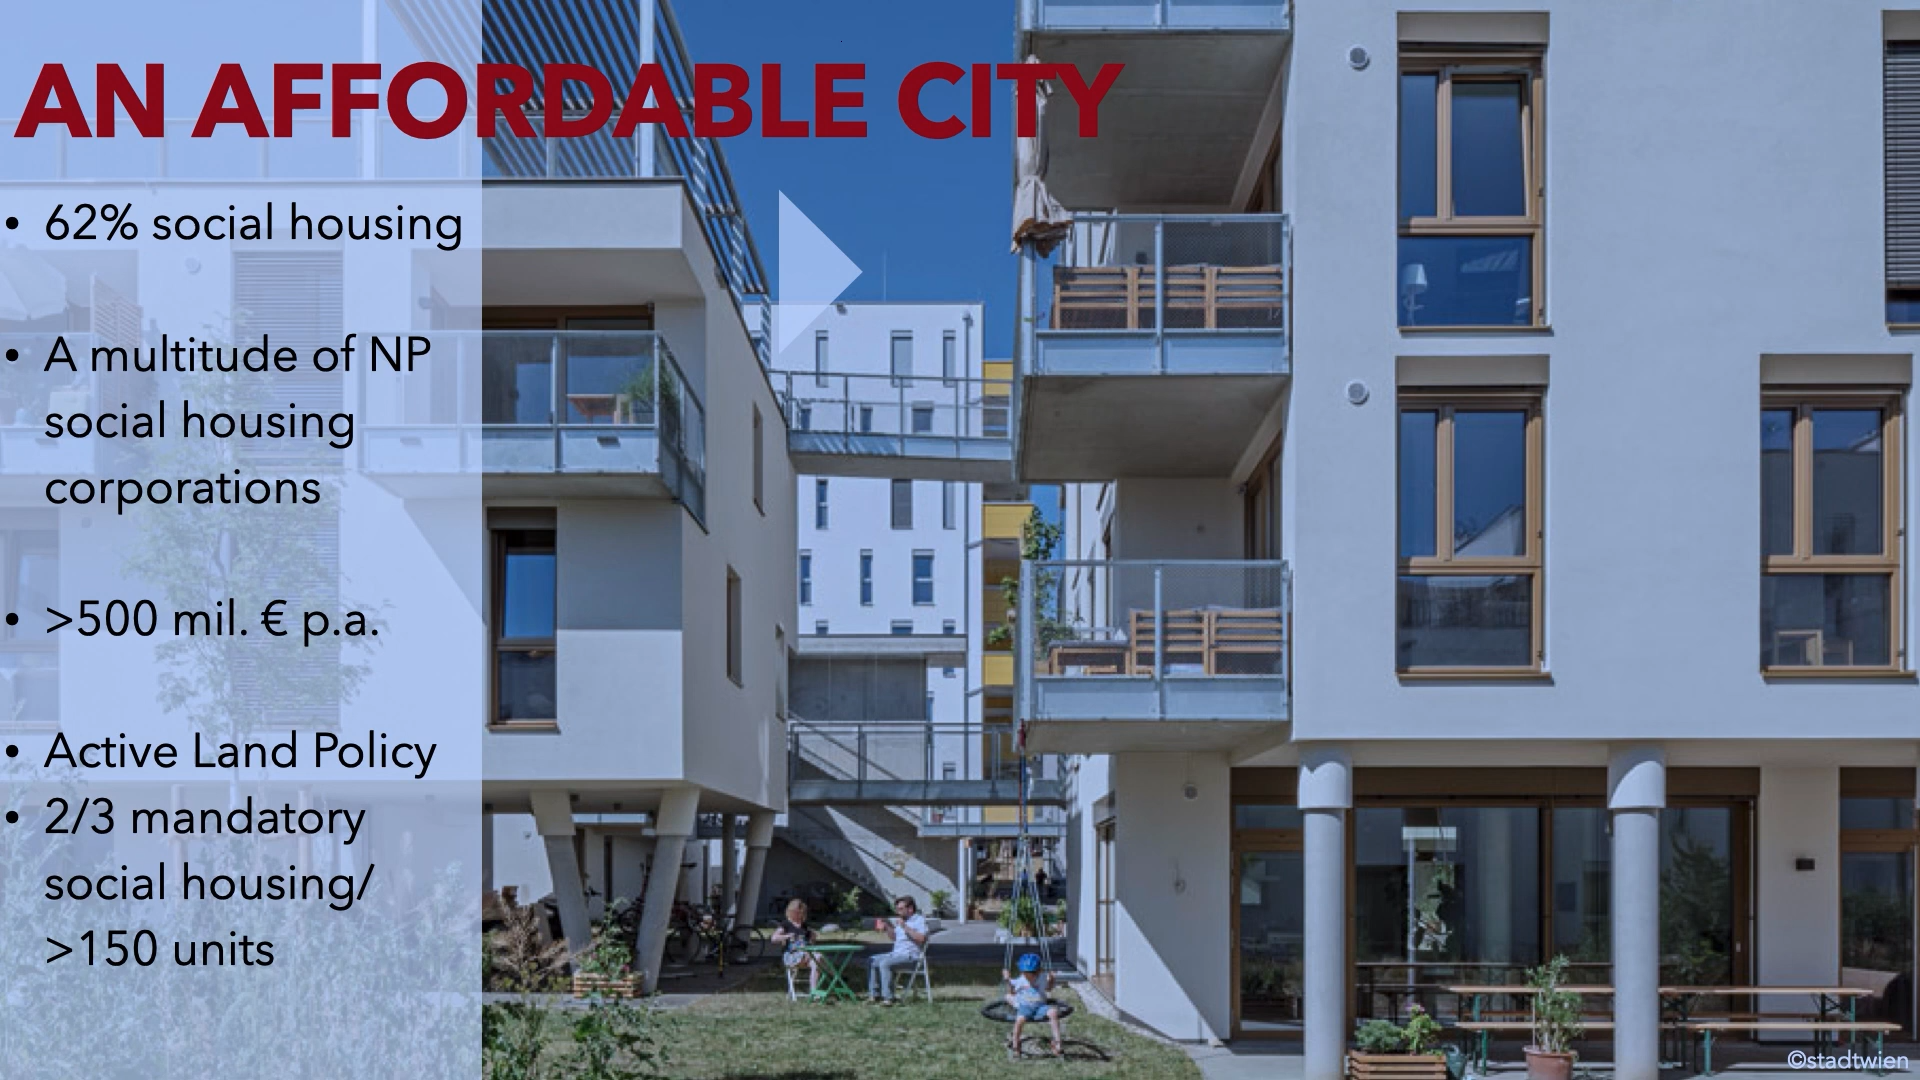 AN AFFORDABLE CITY
• 62% social housing
• A multitude of NP
social housing
corporations
• >500 mil. € p.a.
• Active Land Policy
• 2/3 mandatory
social housing/
>150 units
©stadtwien